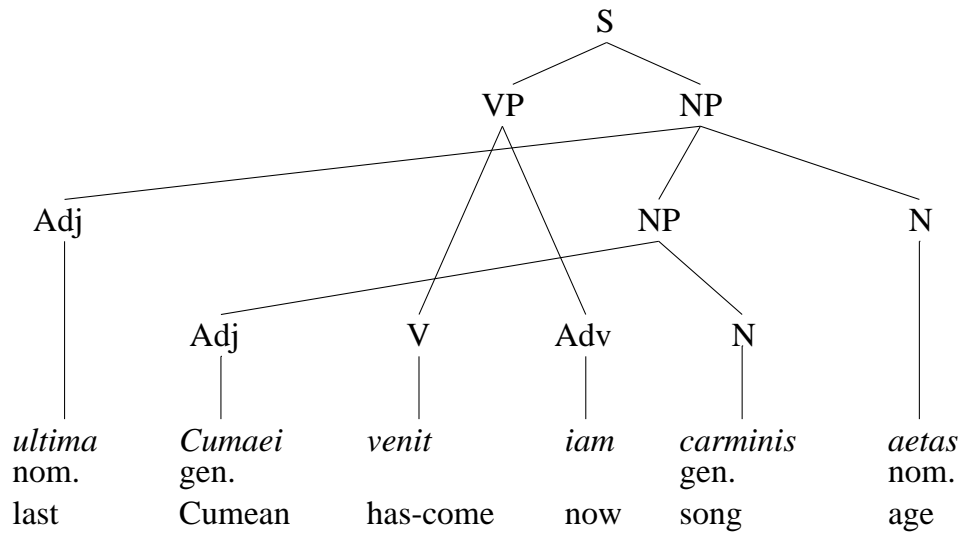 S
VP NP
Adj NP N
Adj V Adv N
ultima Cumaei venit iam carminis aetas
nom. gen. gen. nom.
last Cumean has-come now song age